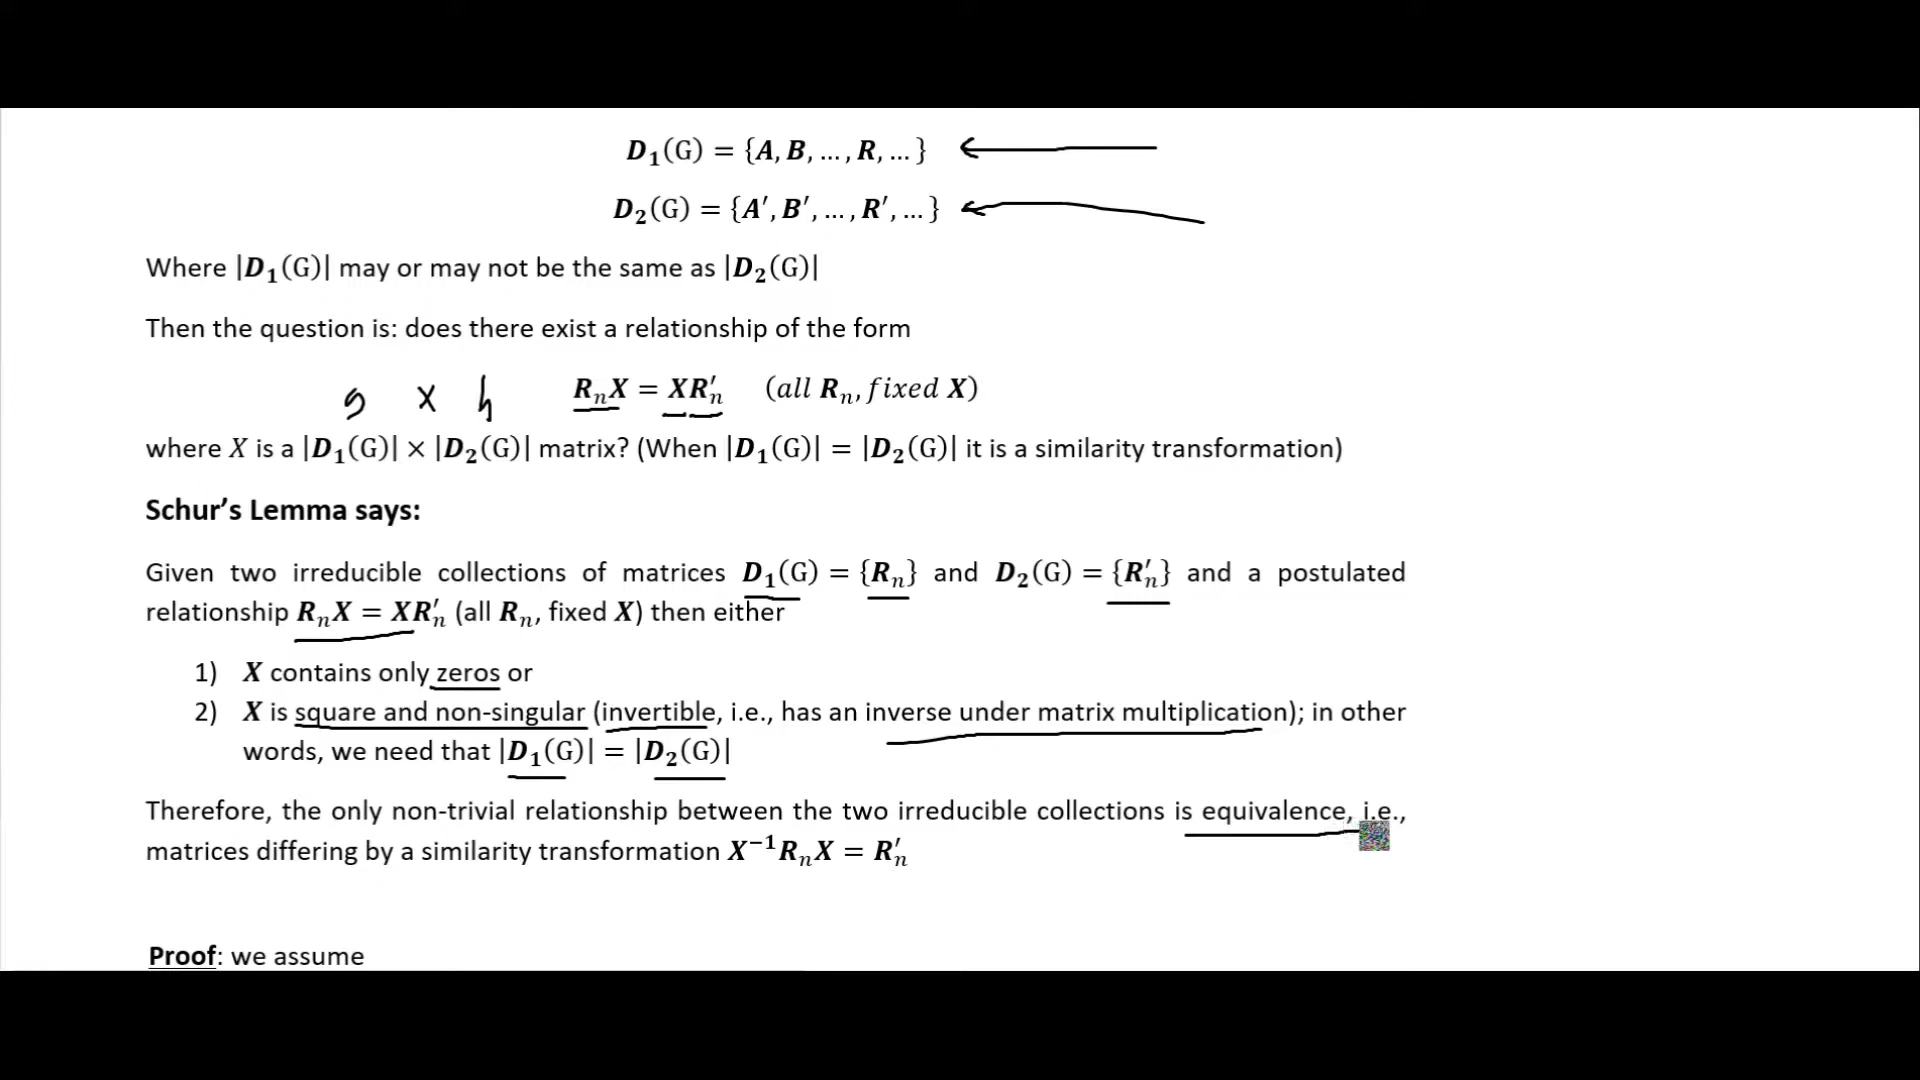 D₁(G) = {A, B, … , R, … }
D₂(G) = {A′, B′, … , R′, … }
Where |D₁(G)| may or may not be the same as |D₂(G)|
Then the question is: does there exist a relationship of the form
x h RₙX = XR′ₙ (all Rₙ, fixed X)
where X is a |D₁(G)| × |D₂(G)| matrix? (When |D₁(G)| = |D₂(G)| it is a similarity transformation)
Schur’s Lemma says:
Given two irreducible collections of matrices D₁(G) = {Rₙ} and D₂(G) = {R′ₙ} and a postulated
relationship RₙX = XR′ₙ (all Rₙ, fixed X) then either
1) X contains only zeros or
2) X is square and non-singular (invertible, i.e., has an inverse under matrix multiplication); in other
words, we need that |D₁(G)| = |D₂(G)|
Therefore, the only non-trivial relationship between the two irreducible collections is equivalence, i.e.,
matrices differing by a similarity transformation X⁻¹RₙX = R′ₙ
Proof: we assume